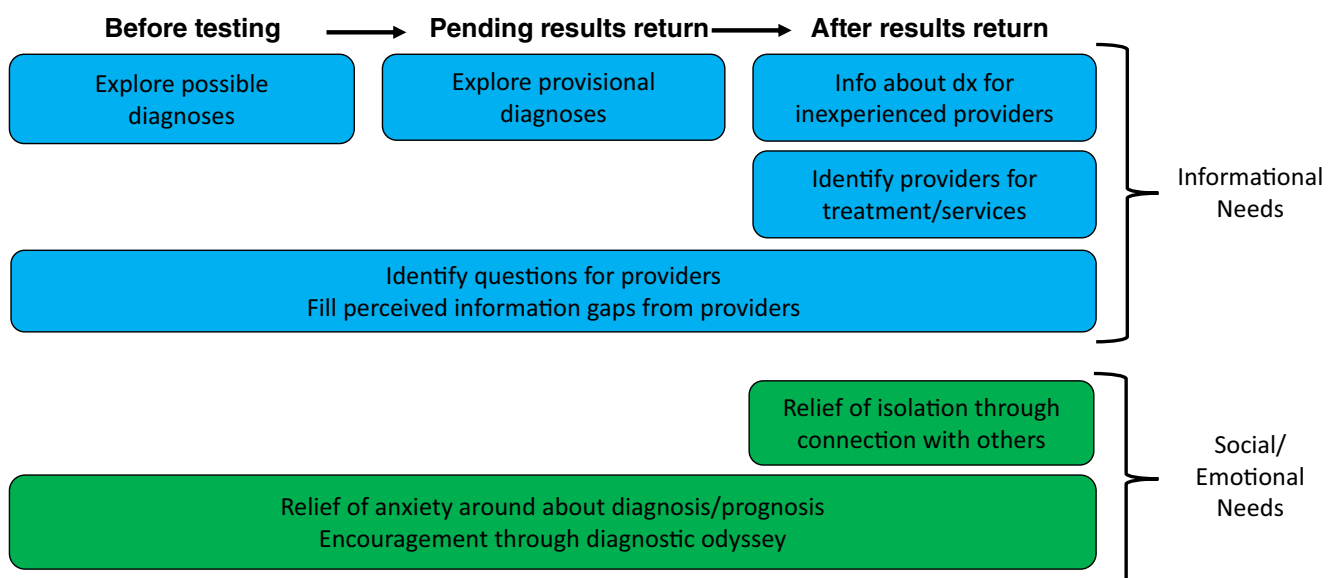 Before testing
Pending results return
After results return
Explore possible
diagnoses
Explore provisional
diagnoses
Info about dx for
inexperienced providers
Identify providers for
treatment/services
Identify questions for providers
Fill perceived information gaps from providers
Informational
Needs
Relief of isolation through
connection with others
Relief of anxiety around about diagnosis/prognosis
Encouragement through diagnostic odyssey
Social/
Emotional
Needs